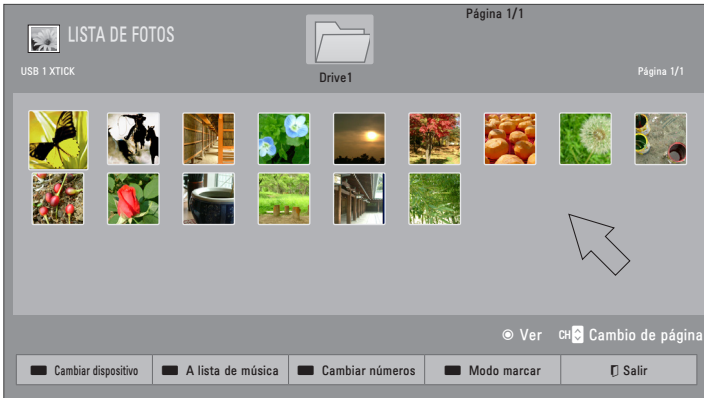 Página 1/1
LISTA DE FOTOS
USB 1 XTICK
Drive1
Página 1/1
Ver
CH Cambio de página
Cambiar dispositivo
A lista de música
Cambiar números
Modo marcar
Salir